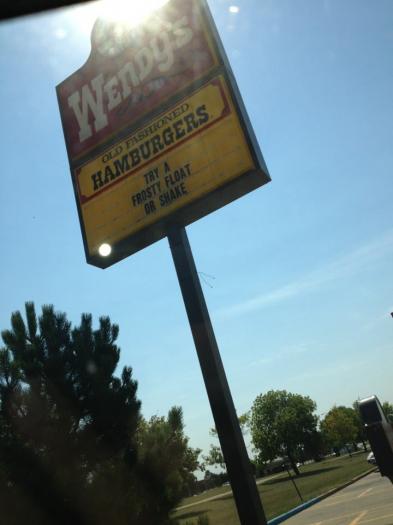 WENDY'S
OLD FASHIONED
HAMBURGERS
TRY A
FROSTY FLOAT
OR SHAKE